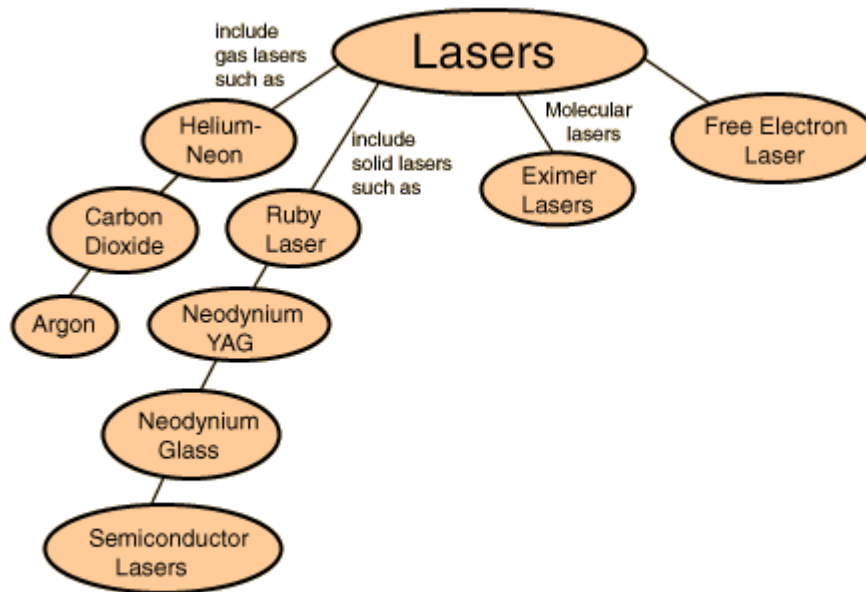 include
gas lasers
such as
Lasers
Helium-
Neon
Carbon
Dioxide
Argon
include
solid lasers
such as
Ruby
Laser
Neodynium
YAG
Neodynium
Glass
Semiconductor
Lasers
Molecular
lasers
Eximer
Lasers
Free Electron
Laser